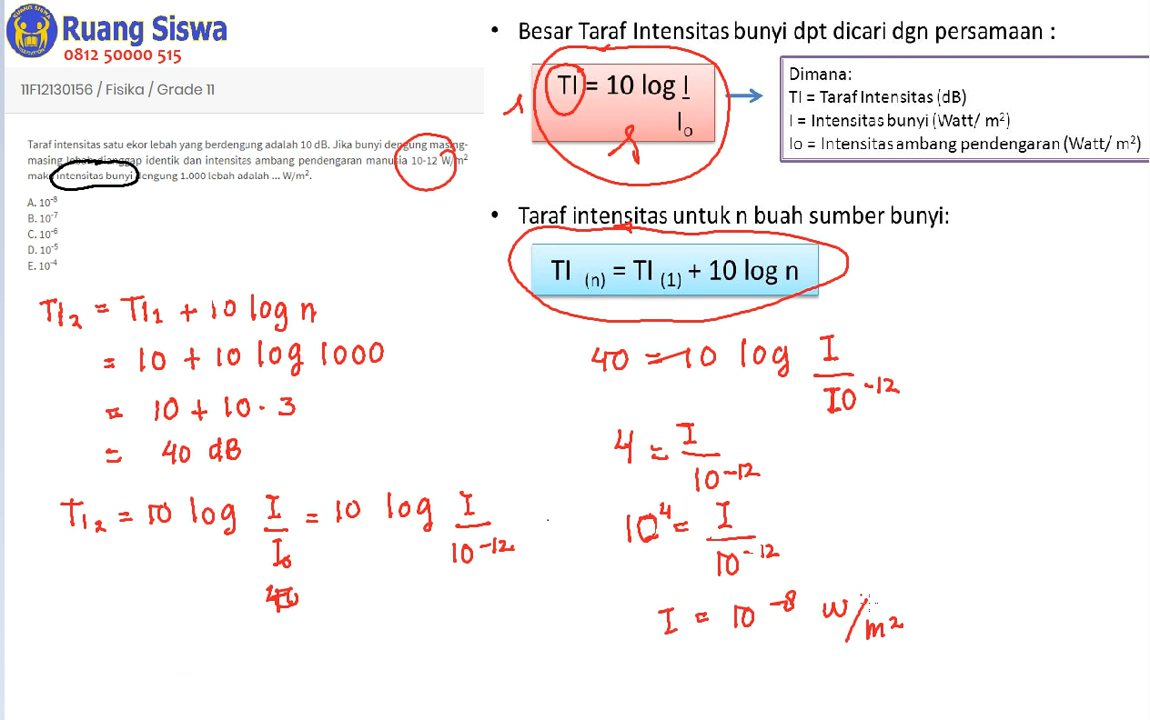 Ruang Siswa
0812 50000 515
11FI2130156 / Fisika / Grade 11
Taraf intensitas satu ekor lebah yang berdengung adalah 10 dB. Jika bunyi dengung masing-
masing lebah dianggap identik dan intensitas ambang pendengaran manusia 10-12 W/m²
maka intensitas bunyi dengung 1.000 lebah adalah ... W/m².
A. 10⁻⁸
B. 10⁻⁷
C. 10⁻⁶
D. 10⁻⁵
E. 10⁻⁴
TI₂ = TI₁ + 10 log n
= 10 + 10 log 1000
= 10 + 10 . 3
= 40 dB
TI₂ = 10 log I/I₀ = 10 log I/10⁻¹²
• Besar Taraf Intensitas bunyi dpt dicari dgn persamaan :
TI = 10 log I
I₀
Dimana:
TI = Taraf Intensitas (dB)
I = Intensitas bunyi (Watt/ m²)
Io = Intensitas ambang pendengaran (Watt/ m²)
• Taraf intensitas untuk n buah sumber bunyi:
TI (n) = TI (1) + 10 log n
40 = 10 log I/10⁻¹²
4 = I/10⁻¹²
10⁴ = I/10⁻¹²
I = 10⁻⁸ W/m²